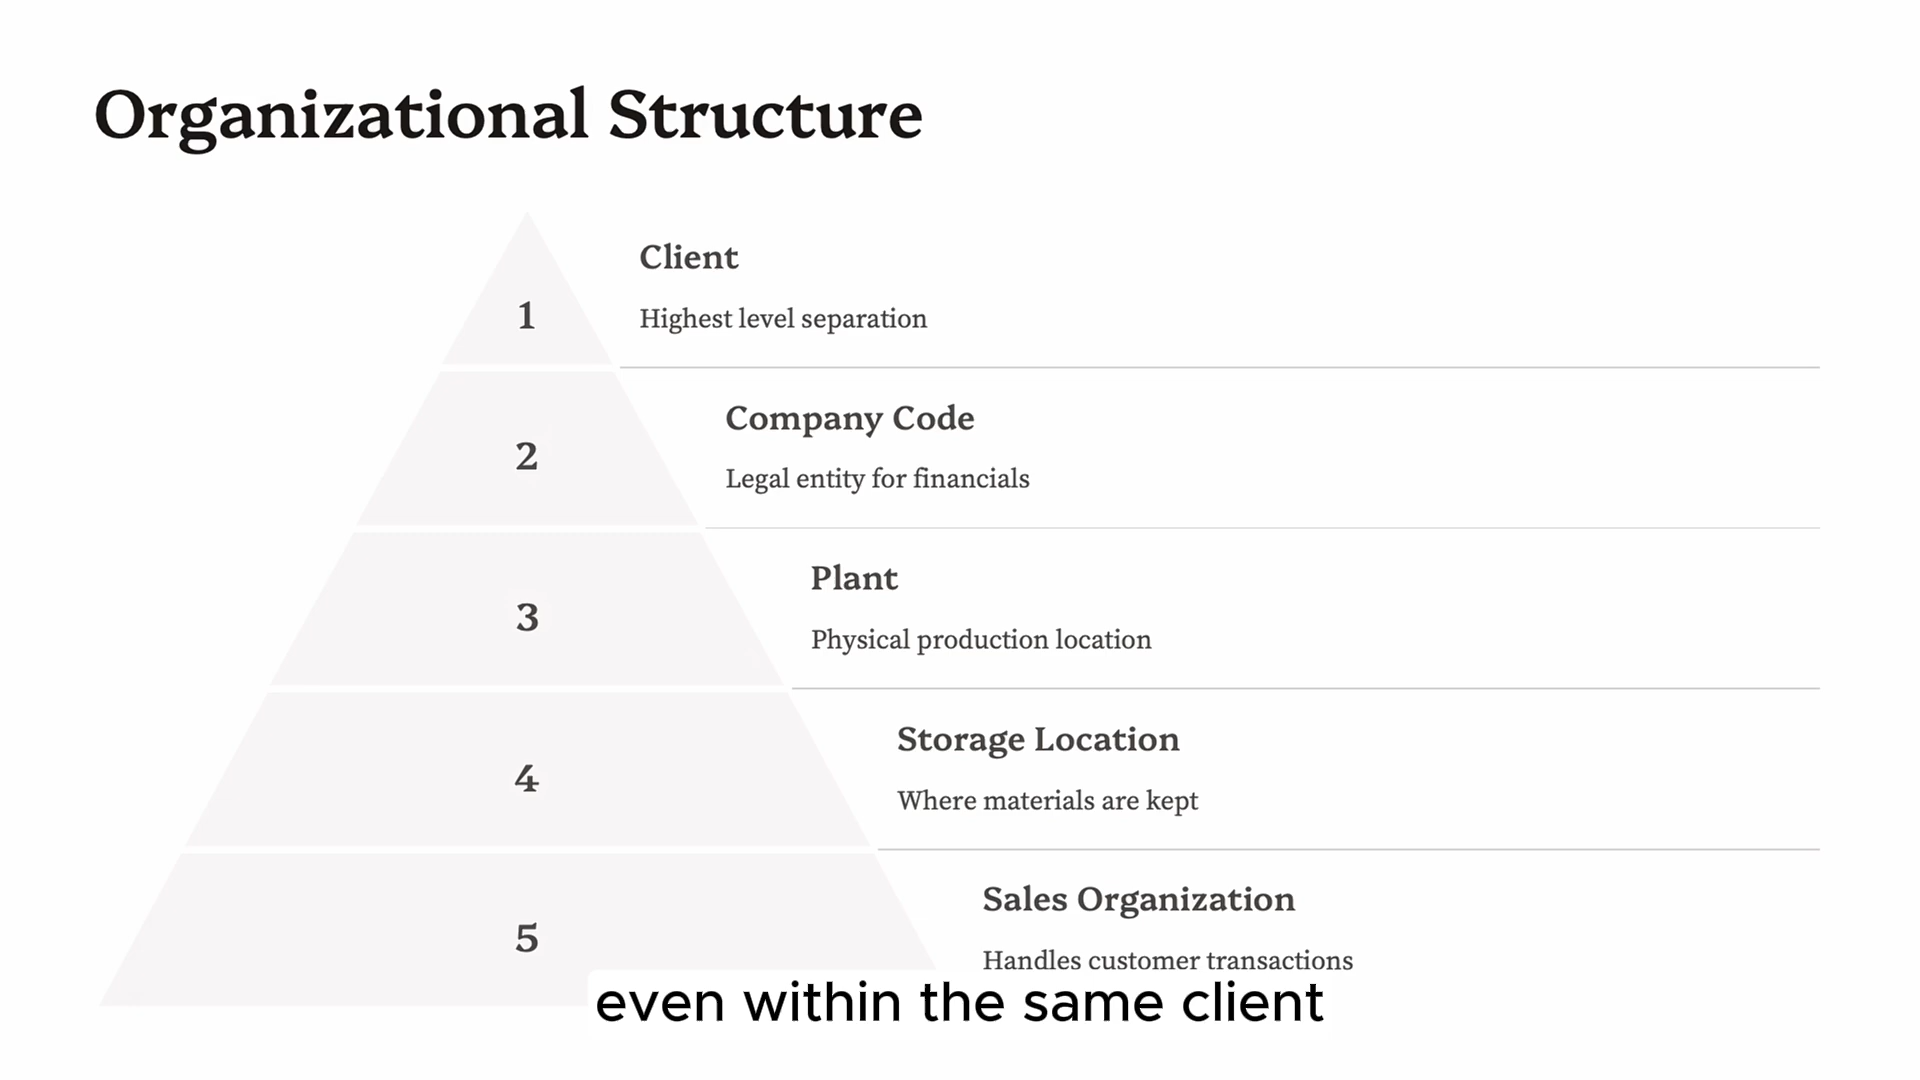 Organizational Structure
1
Client
Highest level separation
2
Company Code
Legal entity for financials
3
Plant
Physical production location
4
Storage Location
Where materials are kept
5
Sales Organization
Handles customer transactions
even within the same client